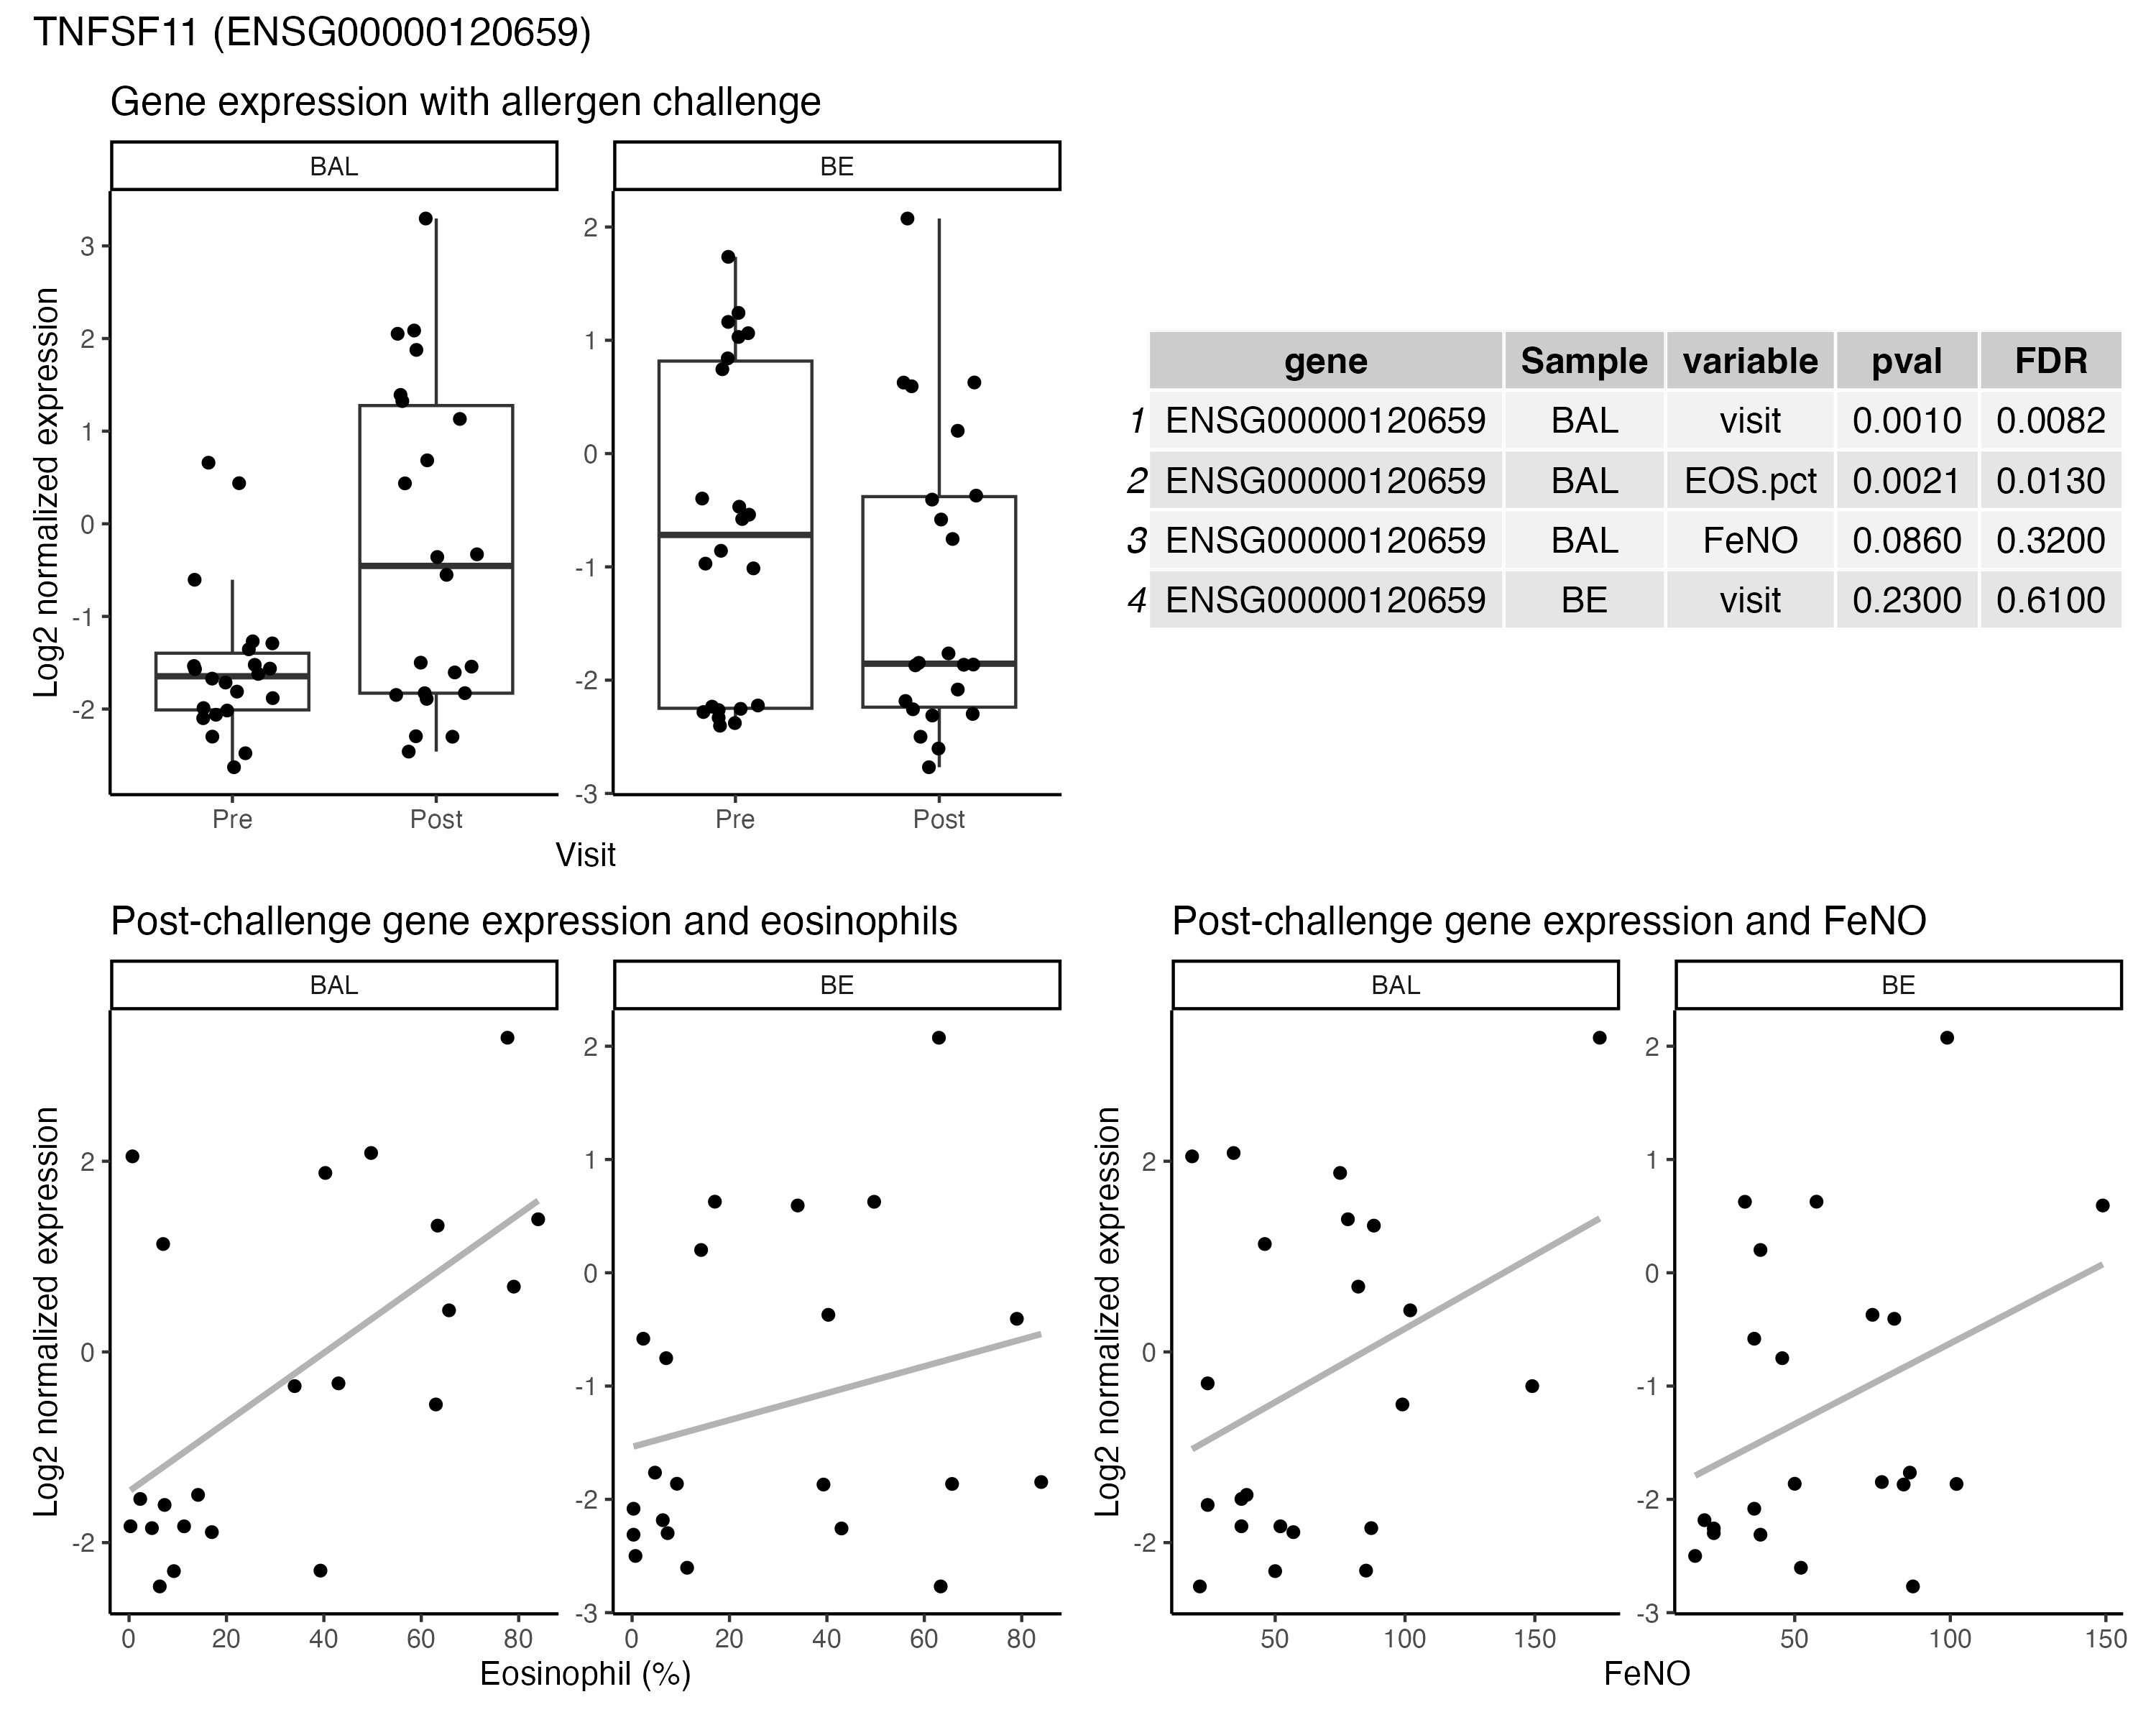 TNFSF11 (ENSG00000120659)
Gene expression with allergen challenge
BAL
BE
Log2 normalized expression
3
2
1
0
-1
-2
2
1
0
-1
-2
-3
Pre
Post
Pre
Post
Visit
gene Sample variable pval FDR
1 ENSG00000120659 BAL visit 0.0010 0.0082
2 ENSG00000120659 BAL EOS.pct 0.0021 0.0130
3 ENSG00000120659 BAL FeNO 0.0860 0.3200
4 ENSG00000120659 BE visit 0.2300 0.6100
Post-challenge gene expression and eosinophils
BAL
BE
Log2 normalized expression
2
0
-2
2
1
0
-1
-2
-3
0 20 40 60 80
0 20 40 60 80
Eosinophil (%)
Post-challenge gene expression and FeNO
BAL
BE
Log2 normalized expression
2
0
-2
2
1
0
-1
-2
-3
50 100 150
50 100 150
FeNO